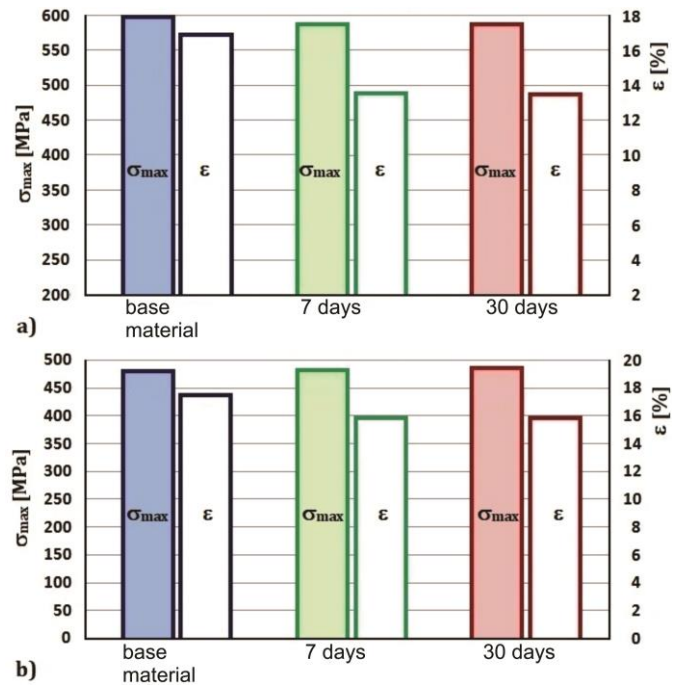 600
550
500
450
400
350
300
250
200
σmax [MPa]
18
16
14
12
10
8
6
4
2
ε [%]
σmax ε σmax ε σmax ε
base
material
7 days
30 days
a)
500
450
400
350
300
250
200
150
100
50
0
σmax [MPa]
20
18
16
14
12
10
8
6
4
2
0
ε [%]
σmax ε σmax ε σmax ε
base
material
7 days
30 days
b)